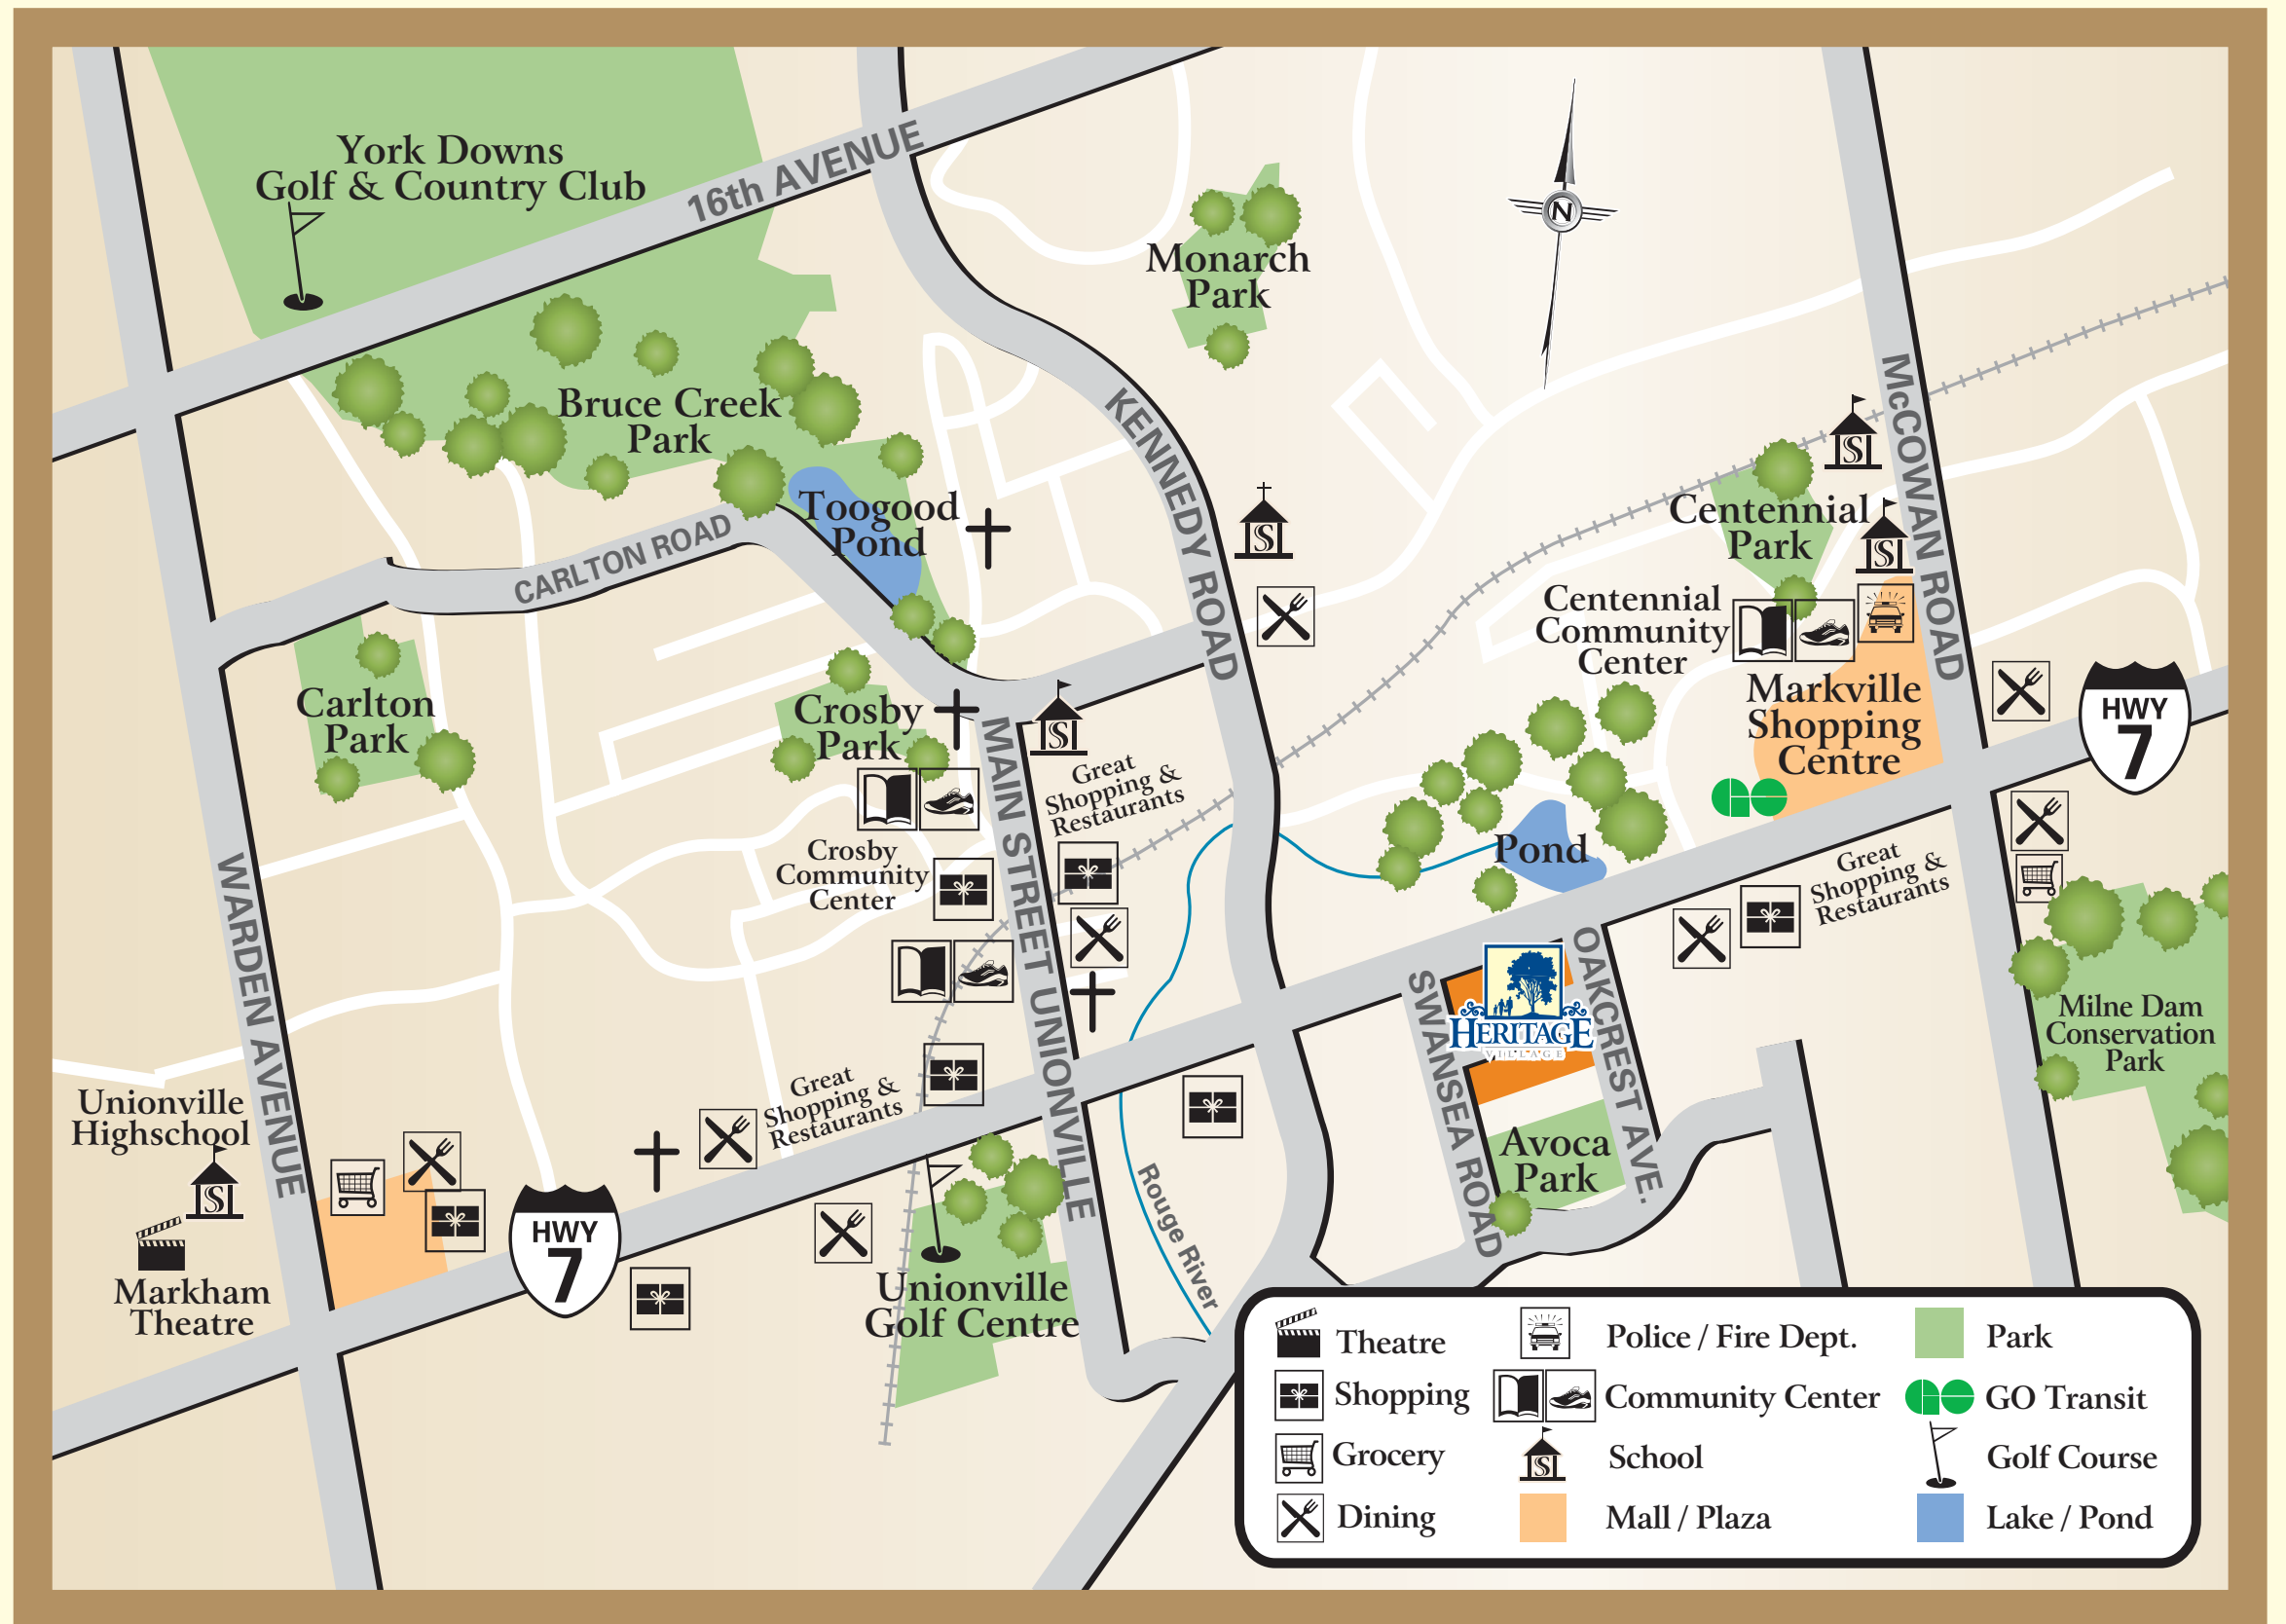 York Downs
Golf & Country Club
16th AVENUE
Monarch
Park
N
Bruce Creek
Park
KENNEDY ROAD
McCOWAN ROAD
S
Toogood
Pond
CARLTON ROAD
S
Centennial
Park
S
Centennial
Community
Center
Carlton
Park
Crosby
Park
S
MAIN STREET UNIONVILLE
Great
Shopping &
Restaurants
Markville
Shopping
Centre
HWY
7
Crosby
Community
Center
Pond
Great
Shopping &
Restaurants
WARDEN AVENUE
SWANSEA ROAD
OAKCREST AVE.
HERITAGE
VILLAGE
Milne Dam
Conservation
Park
Unionville
Highschool
S
Great
Shopping &
Restaurants
Avoca
Park
HWY
7
Rouge River
Markham
Theatre
Unionville
Golf Centre
Theatre
Police / Fire Dept.
Park
Shopping
Community Center
GO Transit
Grocery
S
School
Golf Course
Dining
Mall / Plaza
Lake / Pond